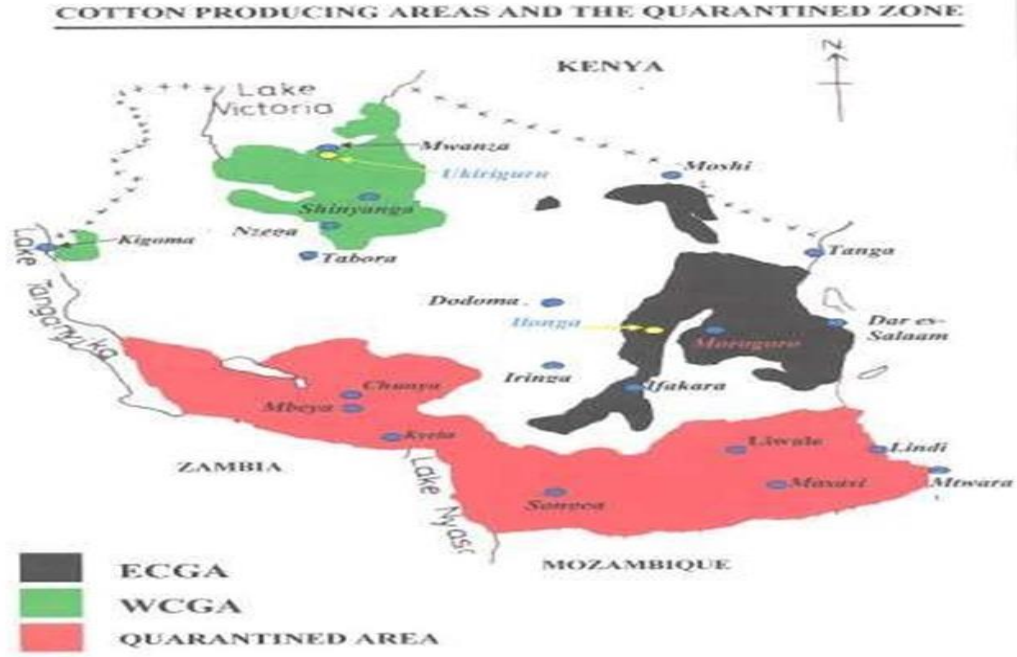 COTTON PRODUCING AREAS AND THE QUARANTINED ZONE
N
KENYA
Lake
Victoria
Mwanza
Ukiriguru
Moshi
Shinyanga
Nzega
Kigoma
Tabora
Tanga
Lake Tanganyika
Dodoma
Ilonga
Dar es-
Salaam
Morogoro
Iringa
Chunya
Ifakara
Mbeya
Kyela
Liwale
Lindi
ZAMBIA
Lake Nyasa
Masasi
Mtwara
Songea
MOZAMBIQUE
ECGA
WCGA
QUARANTINED AREA